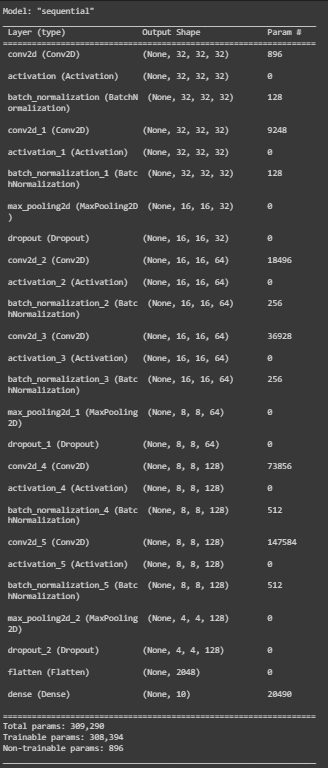 Model: "sequential"
Layer (type) Output Shape Param #
=================================================================
conv2d (Conv2D) (None, 32, 32, 32) 896
activation (Activation) (None, 32, 32, 32) 0
batch_normalization (BatchN (None, 32, 32, 32) 128
ormalization)
conv2d_1 (Conv2D) (None, 32, 32, 32) 9248
activation_1 (Activation) (None, 32, 32, 32) 0
batch_normalization_1 (Batc (None, 32, 32, 32) 128
hNormalization)
max_pooling2d (MaxPooling2D (None, 16, 16, 32) 0
)
dropout (Dropout) (None, 16, 16, 32) 0
conv2d_2 (Conv2D) (None, 16, 16, 64) 18496
activation_2 (Activation) (None, 16, 16, 64) 0
batch_normalization_2 (Batc (None, 16, 16, 64) 256
hNormalization)
conv2d_3 (Conv2D) (None, 16, 16, 64) 36928
activation_3 (Activation) (None, 16, 16, 64) 0
batch_normalization_3 (Batc (None, 16, 16, 64) 256
hNormalization)
max_pooling2d_1 (MaxPooling (None, 8, 8, 64) 0
2D)
dropout_1 (Dropout) (None, 8, 8, 64) 0
conv2d_4 (Conv2D) (None, 8, 8, 128) 73856
activation_4 (Activation) (None, 8, 8, 128) 0
batch_normalization_4 (Batc (None, 8, 8, 128) 512
hNormalization)
conv2d_5 (Conv2D) (None, 8, 8, 128) 147584
activation_5 (Activation) (None, 8, 8, 128) 0
batch_normalization_5 (Batc (None, 8, 8, 128) 512
hNormalization)
max_pooling2d_2 (MaxPooling (None, 4, 4, 128) 0
2D)
dropout_2 (Dropout) (None, 4, 4, 128) 0
flatten (Flatten) (None, 2048) 0
dense (Dense) (None, 10) 20490
=================================================================
Total params: 309,290
Trainable params: 308,394
Non-trainable params: 896